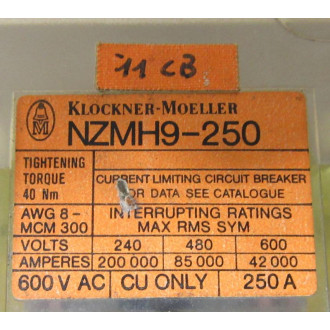 11 CB
KLOCKNER-MOELLER
NZMH9-250
TIGHTENING TORQUE 40 Nm
CURRENT LIMITING CIRCUIT BREAKER
FOR DATA SEE CATALOGUE
AWG 8- MCM 300
INTERRUPTING RATINGS
MAX RMS SYM
VOLTS 240 480 600
AMPERES 200 000 85 000 42 000
600 V AC CU ONLY 250 A